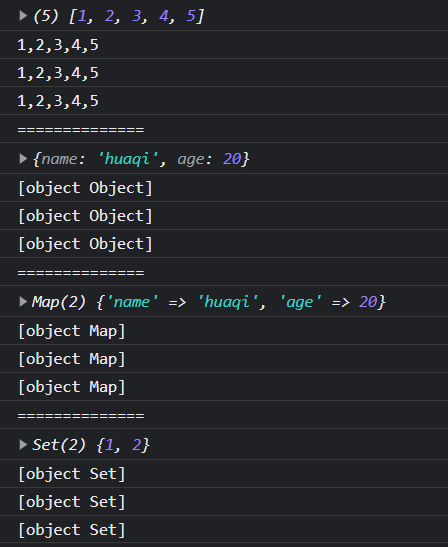 (5) [1, 2, 3, 4, 5]
1,2,3,4,5
1,2,3,4,5
1,2,3,4,5
==============
{name: 'huaqi', age: 20}
[object Object]
[object Object]
[object Object]
==============
Map(2) {'name' => 'huaqi', 'age' => 20}
[object Map]
[object Map]
[object Map]
==============
Set(2) {1, 2}
[object Set]
[object Set]
[object Set]